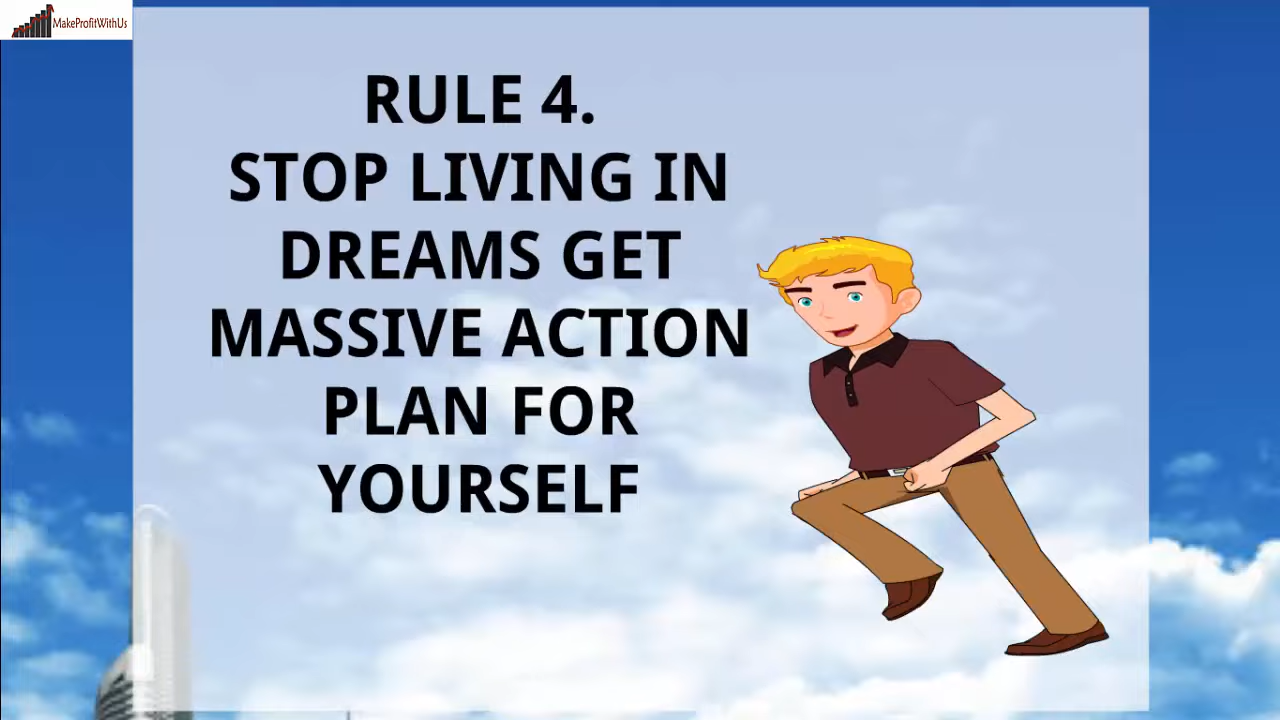 MakeProfitWithUs
RULE 4.
STOP LIVING IN
DREAMS GET
MASSIVE ACTION
PLAN FOR
YOURSELF